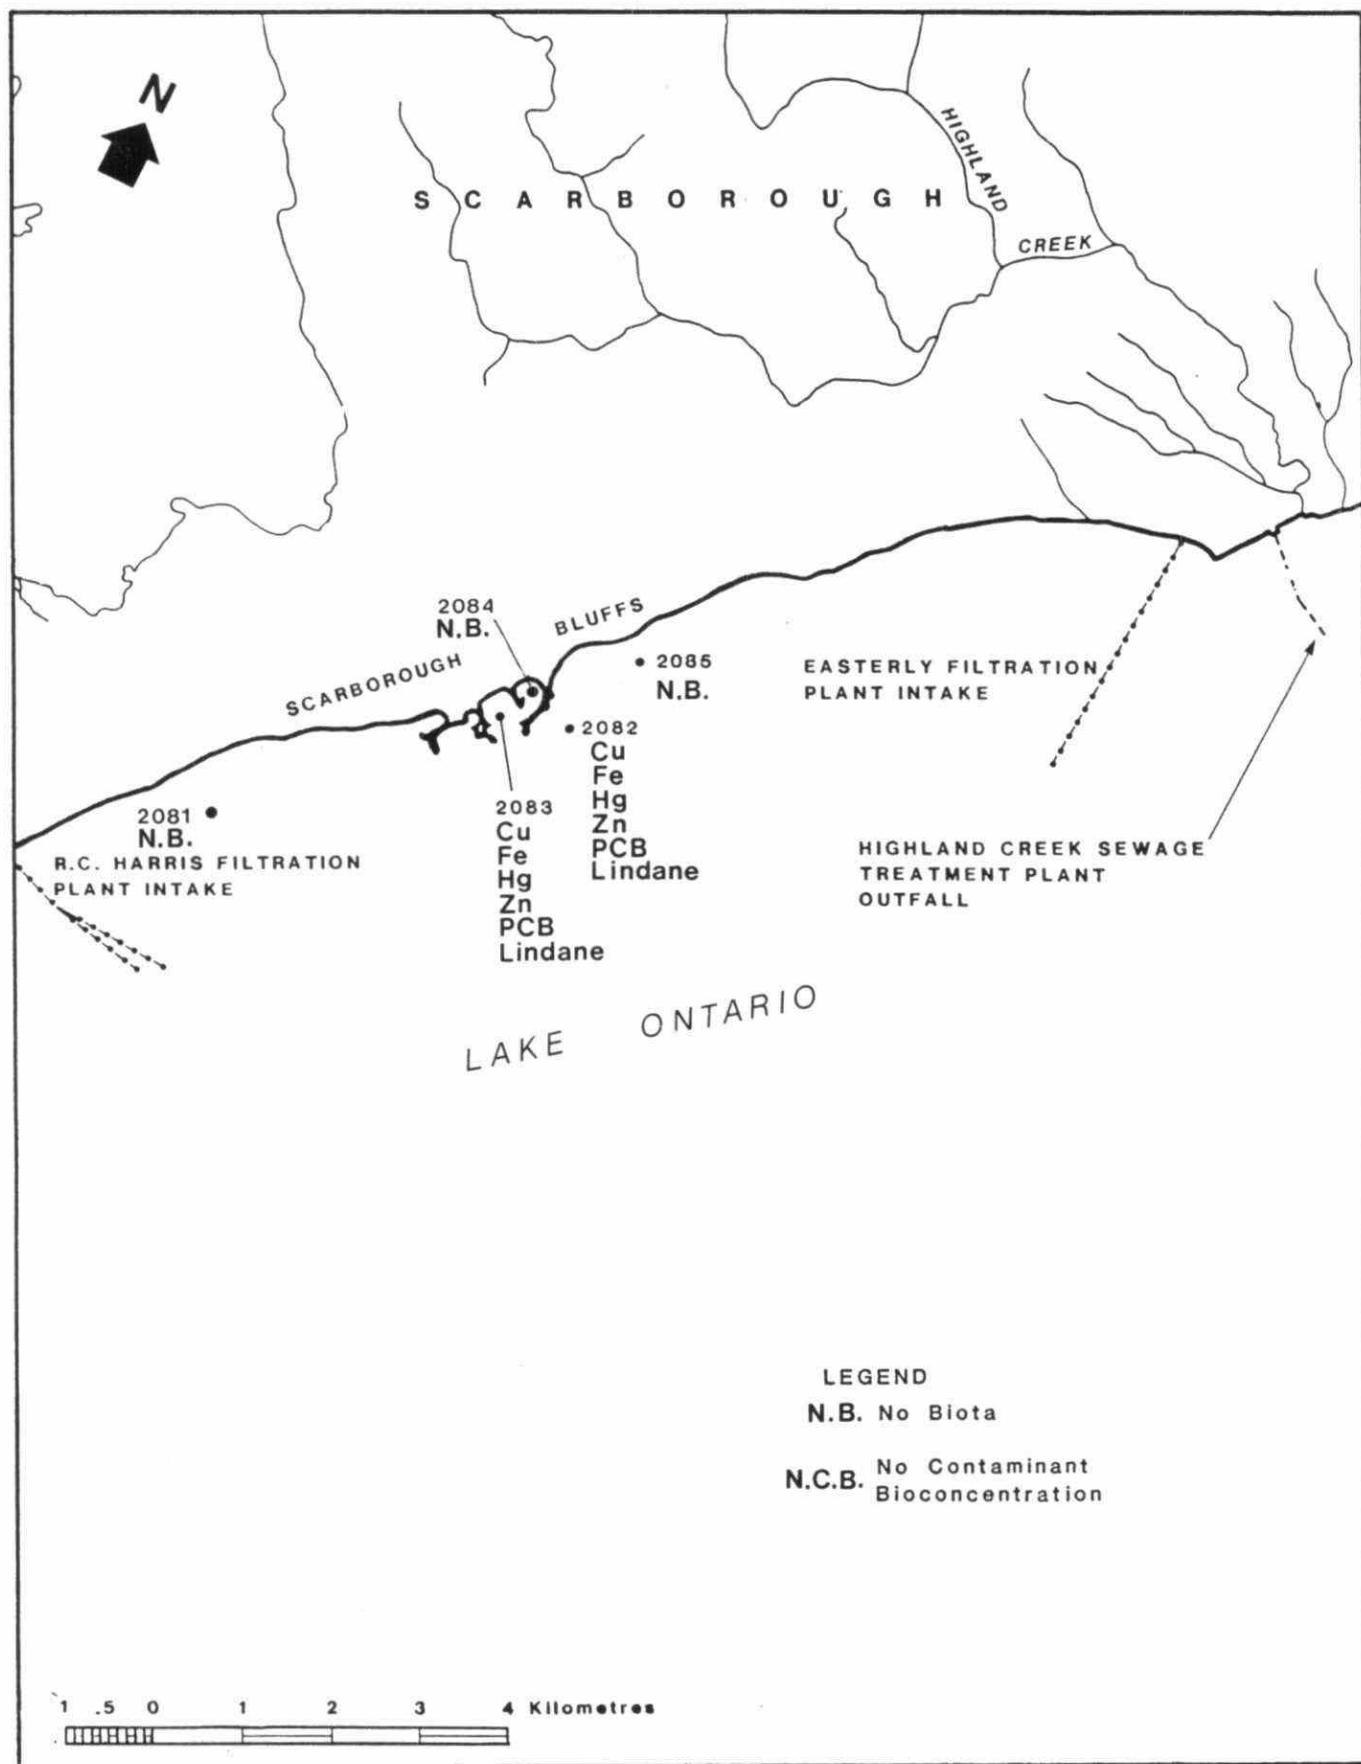 N
SCARBOROUGH
HIGHLAND
CREEK
2084
N.B.
SCARBOROUGH
BLUFFS
2085
N.B.
EASTERLY FILTRATION
PLANT INTAKE
2082
Cu
Fe
Hg
Zn
PCB
Lindane
2083
Cu
Fe
Hg
Zn
PCB
Lindane
2081
N.B.
R.C. HARRIS FILTRATION
PLANT INTAKE
HIGHLAND CREEK SEWAGE
TREATMENT PLANT
OUTFALL
LAKE ONTARIO
LEGEND
N.B. No Biota
N.C.B. No Contaminant
Bioconcentration
1 .5 0 1 2 3 4 Kilometres